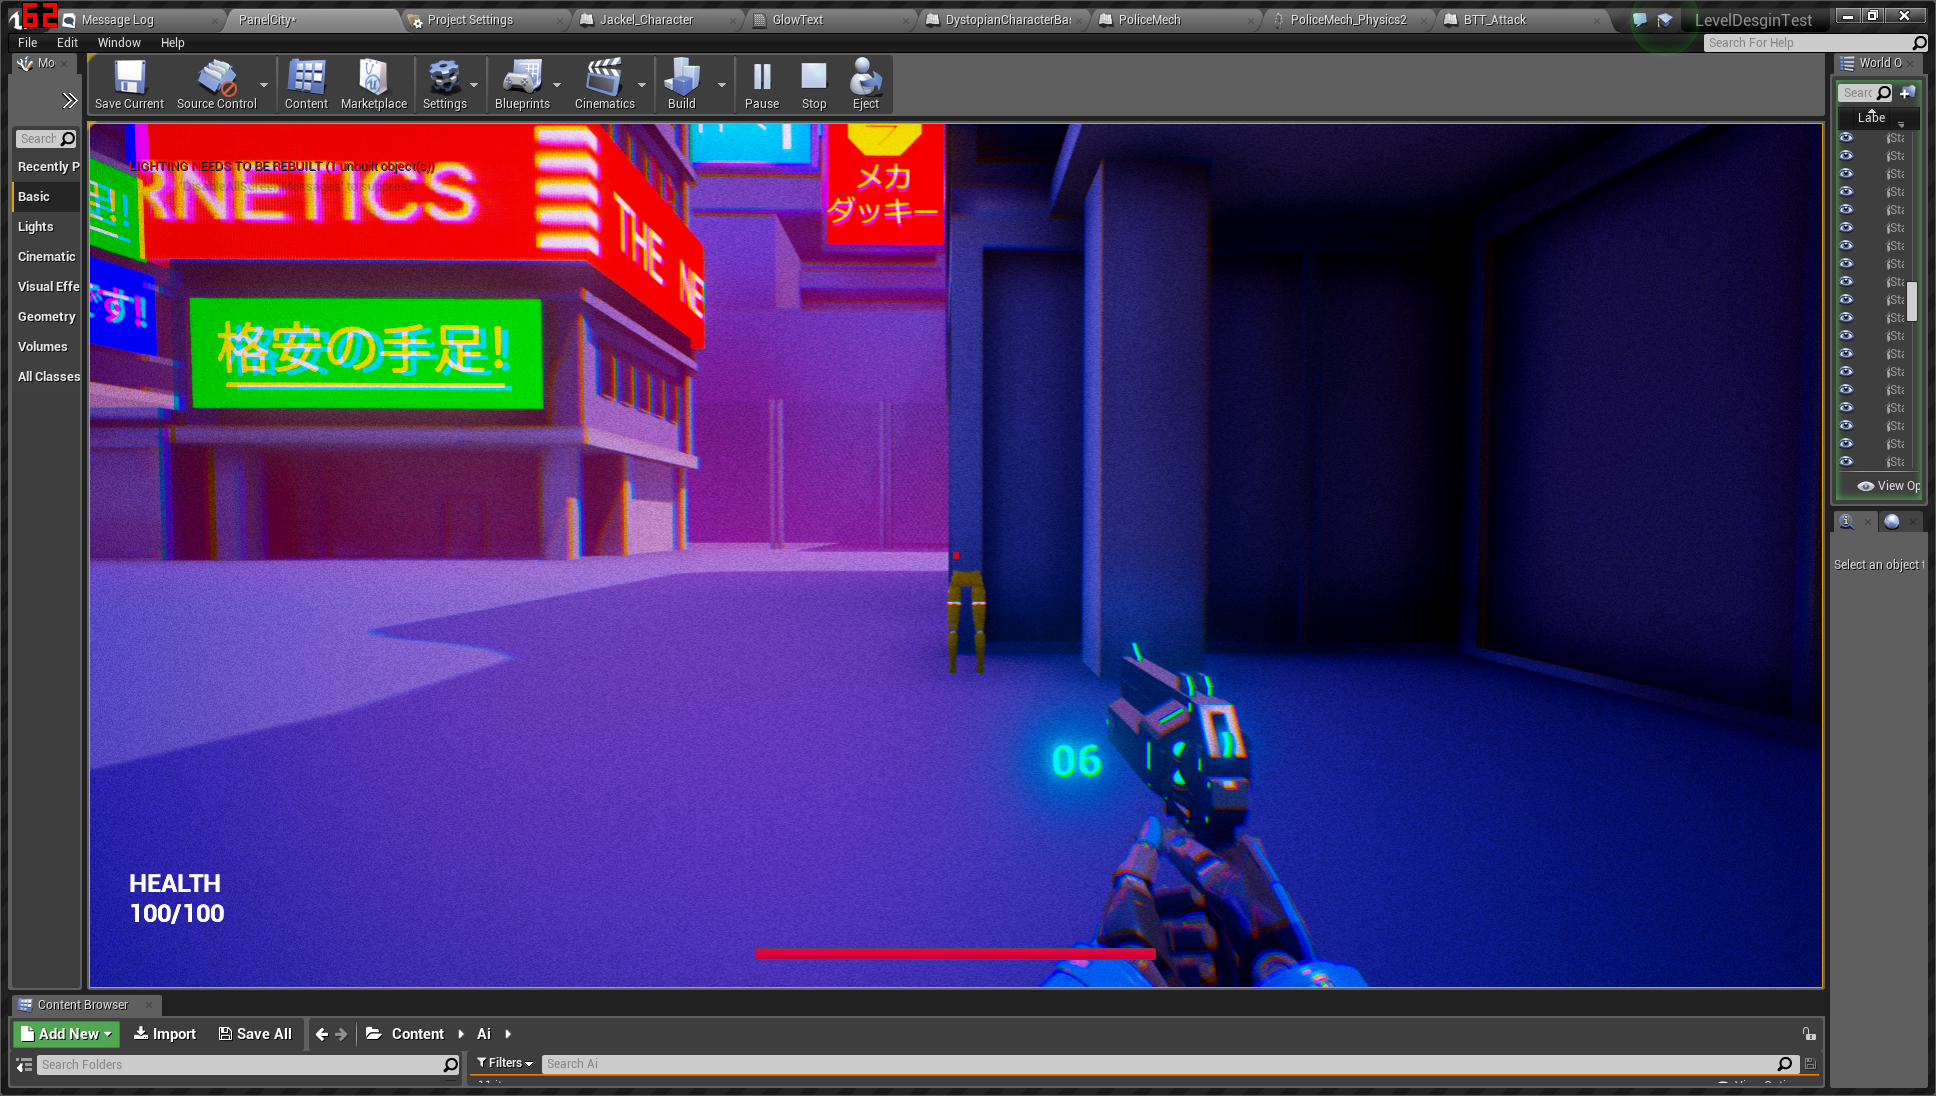 62
Message Log
PanelCity*
Project Settings
Jackel_Character
GlowText
DystopianCharacterBa
PoliceMech
PoliceMech_Physics2
BTT_Attack
LevelDesginTest
File
Edit
Window
Help
Search For Help
Mo
Save Current
Source Control
Content
Marketplace
Settings
Blueprints
Cinematics
Build
Pause
Stop
Eject
World O
Searc
Labe
Search
Recently P
Basic
Lights
Cinematic
Visual Effe
Geometry
Volumes
All Classes
LIGHTING NEEDS TO BE REBUILT (1 unbuilt object(s))
'DisableAllScreenMessages' to suppress
RNETICS
THE NE
メカ
ダッキー
です!
格安の手足!
06
HEALTH
100/100
View Op
Select an object t
Content Browser
Add New
Import
Save All
Content
Ai
Search Folders
Filters
Search Ai